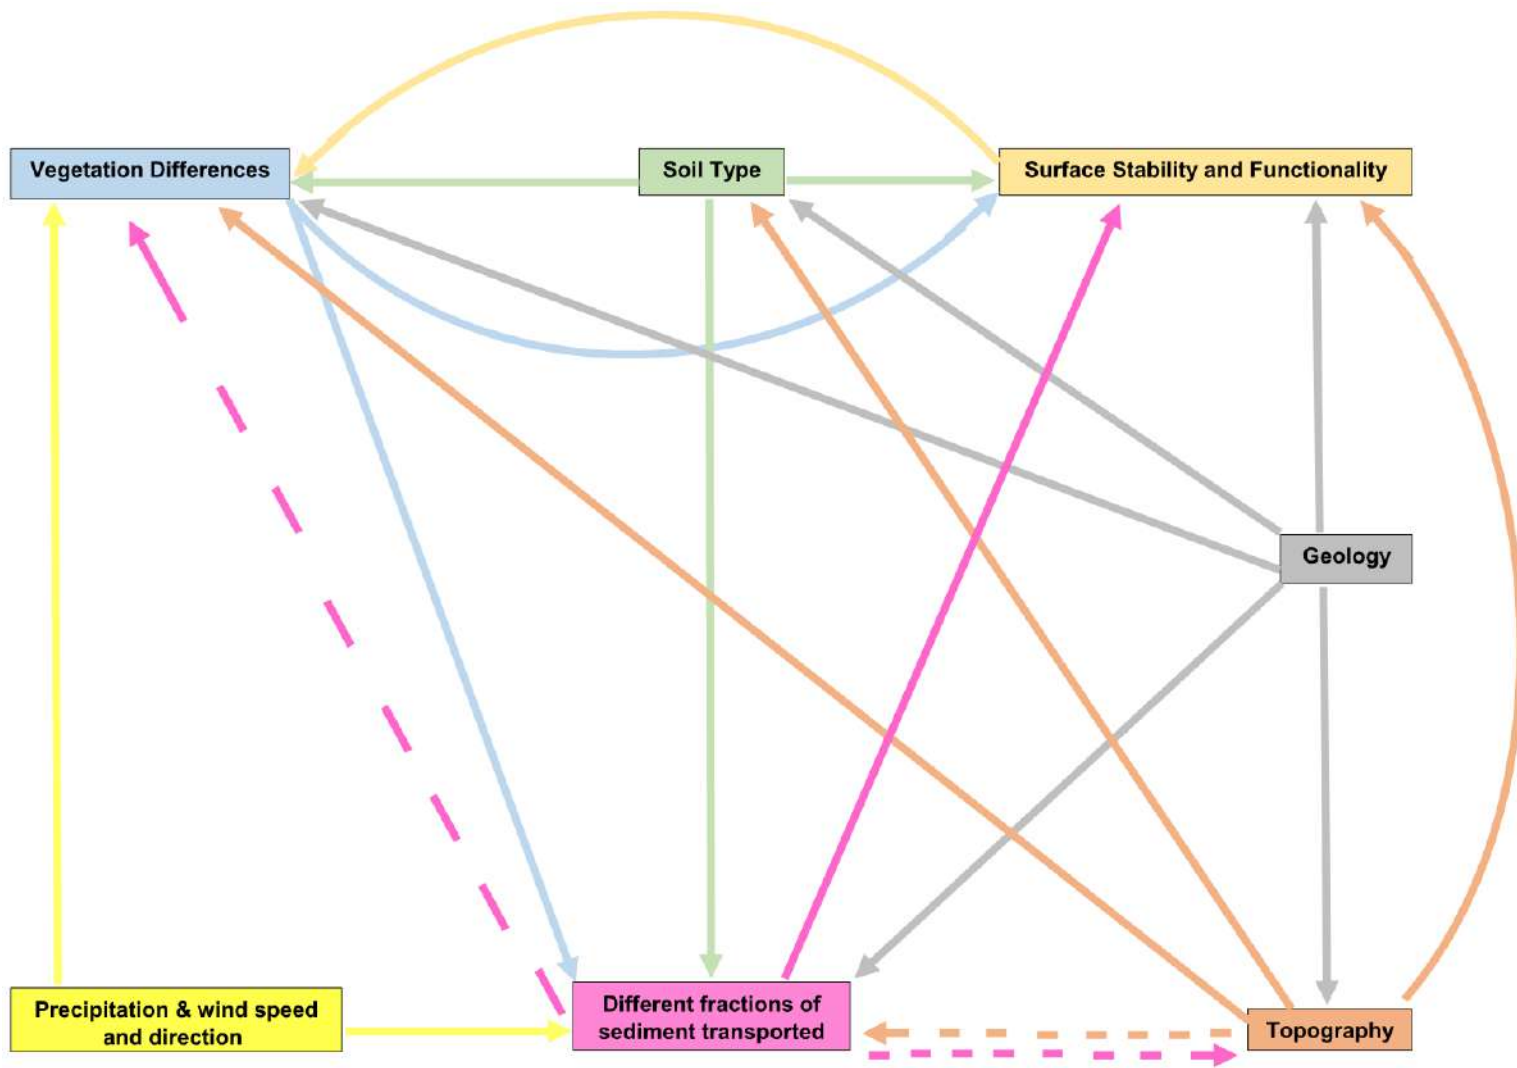 Vegetation Differences
Soil Type
Surface Stability and Functionality
Geology
Precipitation & wind speed
and direction
Different fractions of
sediment transported
Topography